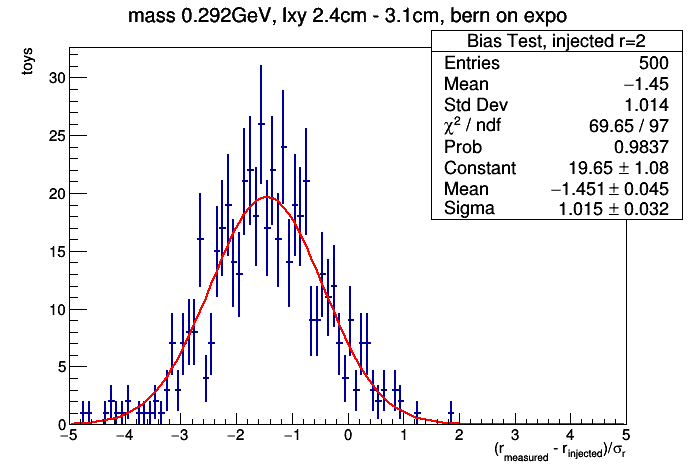 mass 0.292GeV, lxy 2.4cm - 3.1cm, bern on expo
toys
Bias Test, injected r=2
Entries 500
Mean −1.45
Std Dev 1.014
χ² / ndf 69.65 / 97
Prob 0.9837
Constant 19.65 ± 1.08
Mean −1.451 ± 0.045
Sigma 1.015 ± 0.032
30
25
20
15
10
5
0
−5 −4 −3 −2 −1 0 1 2 3 4 5
(r_measured - r_injected)/σ_r